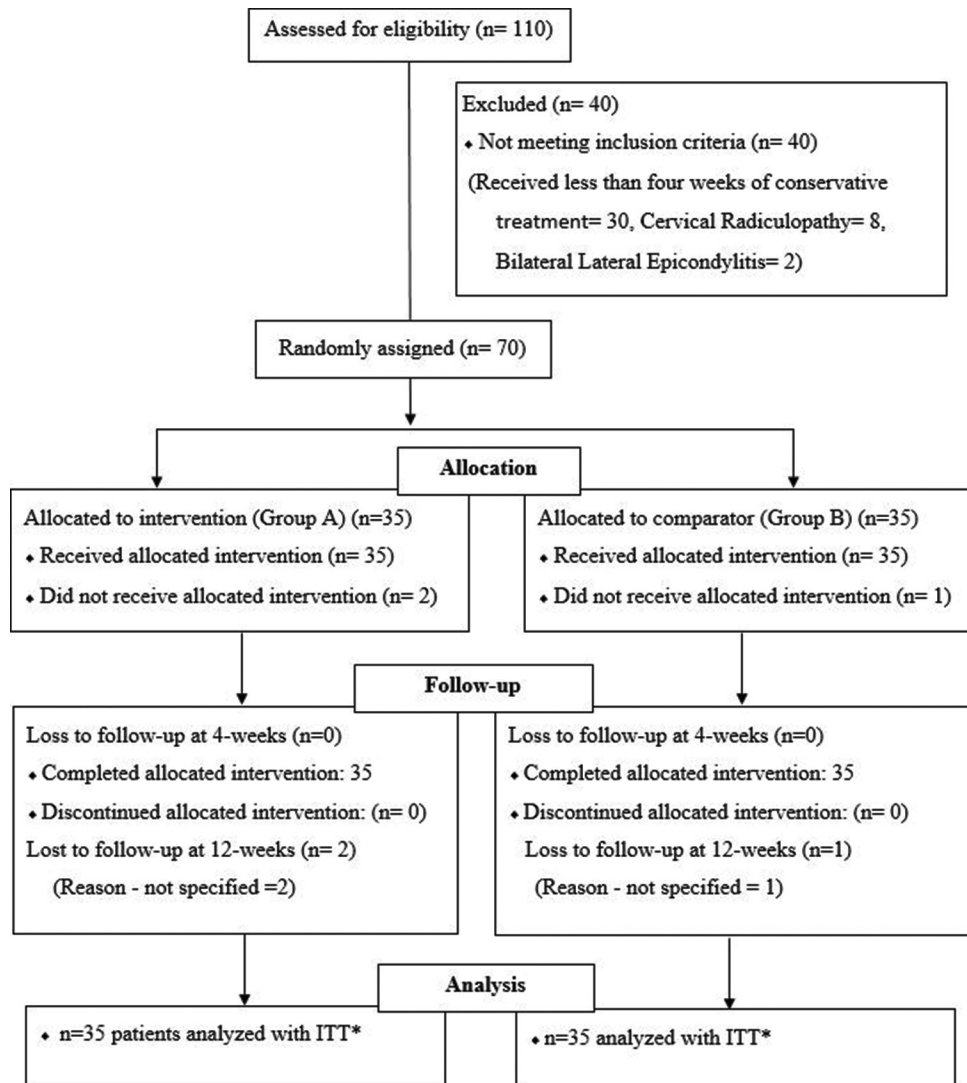 Assessed for eligibility (n= 110)
Excluded (n= 40)
⬥ Not meeting inclusion criteria (n= 40)
(Received less than four weeks of conservative
treatment= 30, Cervical Radiculopathy= 8,
Bilateral Lateral Epicondylitis= 2)
Randomly assigned (n= 70)
Allocation
Allocated to intervention (Group A) (n=35)
⬥ Received allocated intervention (n= 35)
⬥ Did not receive allocated intervention (n= 2)
Allocated to comparator (Group B) (n=35)
⬥ Received allocated intervention (n= 35)
⬥ Did not receive allocated intervention (n= 1)
Follow-up
Loss to follow-up at 4-weeks (n=0)
⬥ Completed allocated intervention: 35
⬥ Discontinued allocated intervention: (n= 0)
Lost to follow-up at 12-weeks (n= 2)
(Reason - not specified =2)
Loss to follow-up at 4-weeks (n=0)
⬥ Completed allocated intervention: 35
⬥ Discontinued allocated intervention: (n= 0)
Loss to follow-up at 12-weeks (n=1)
(Reason - not specified = 1)
Analysis
⬥ n=35 patients analyzed with ITT*
⬥ n=35 analyzed with ITT*